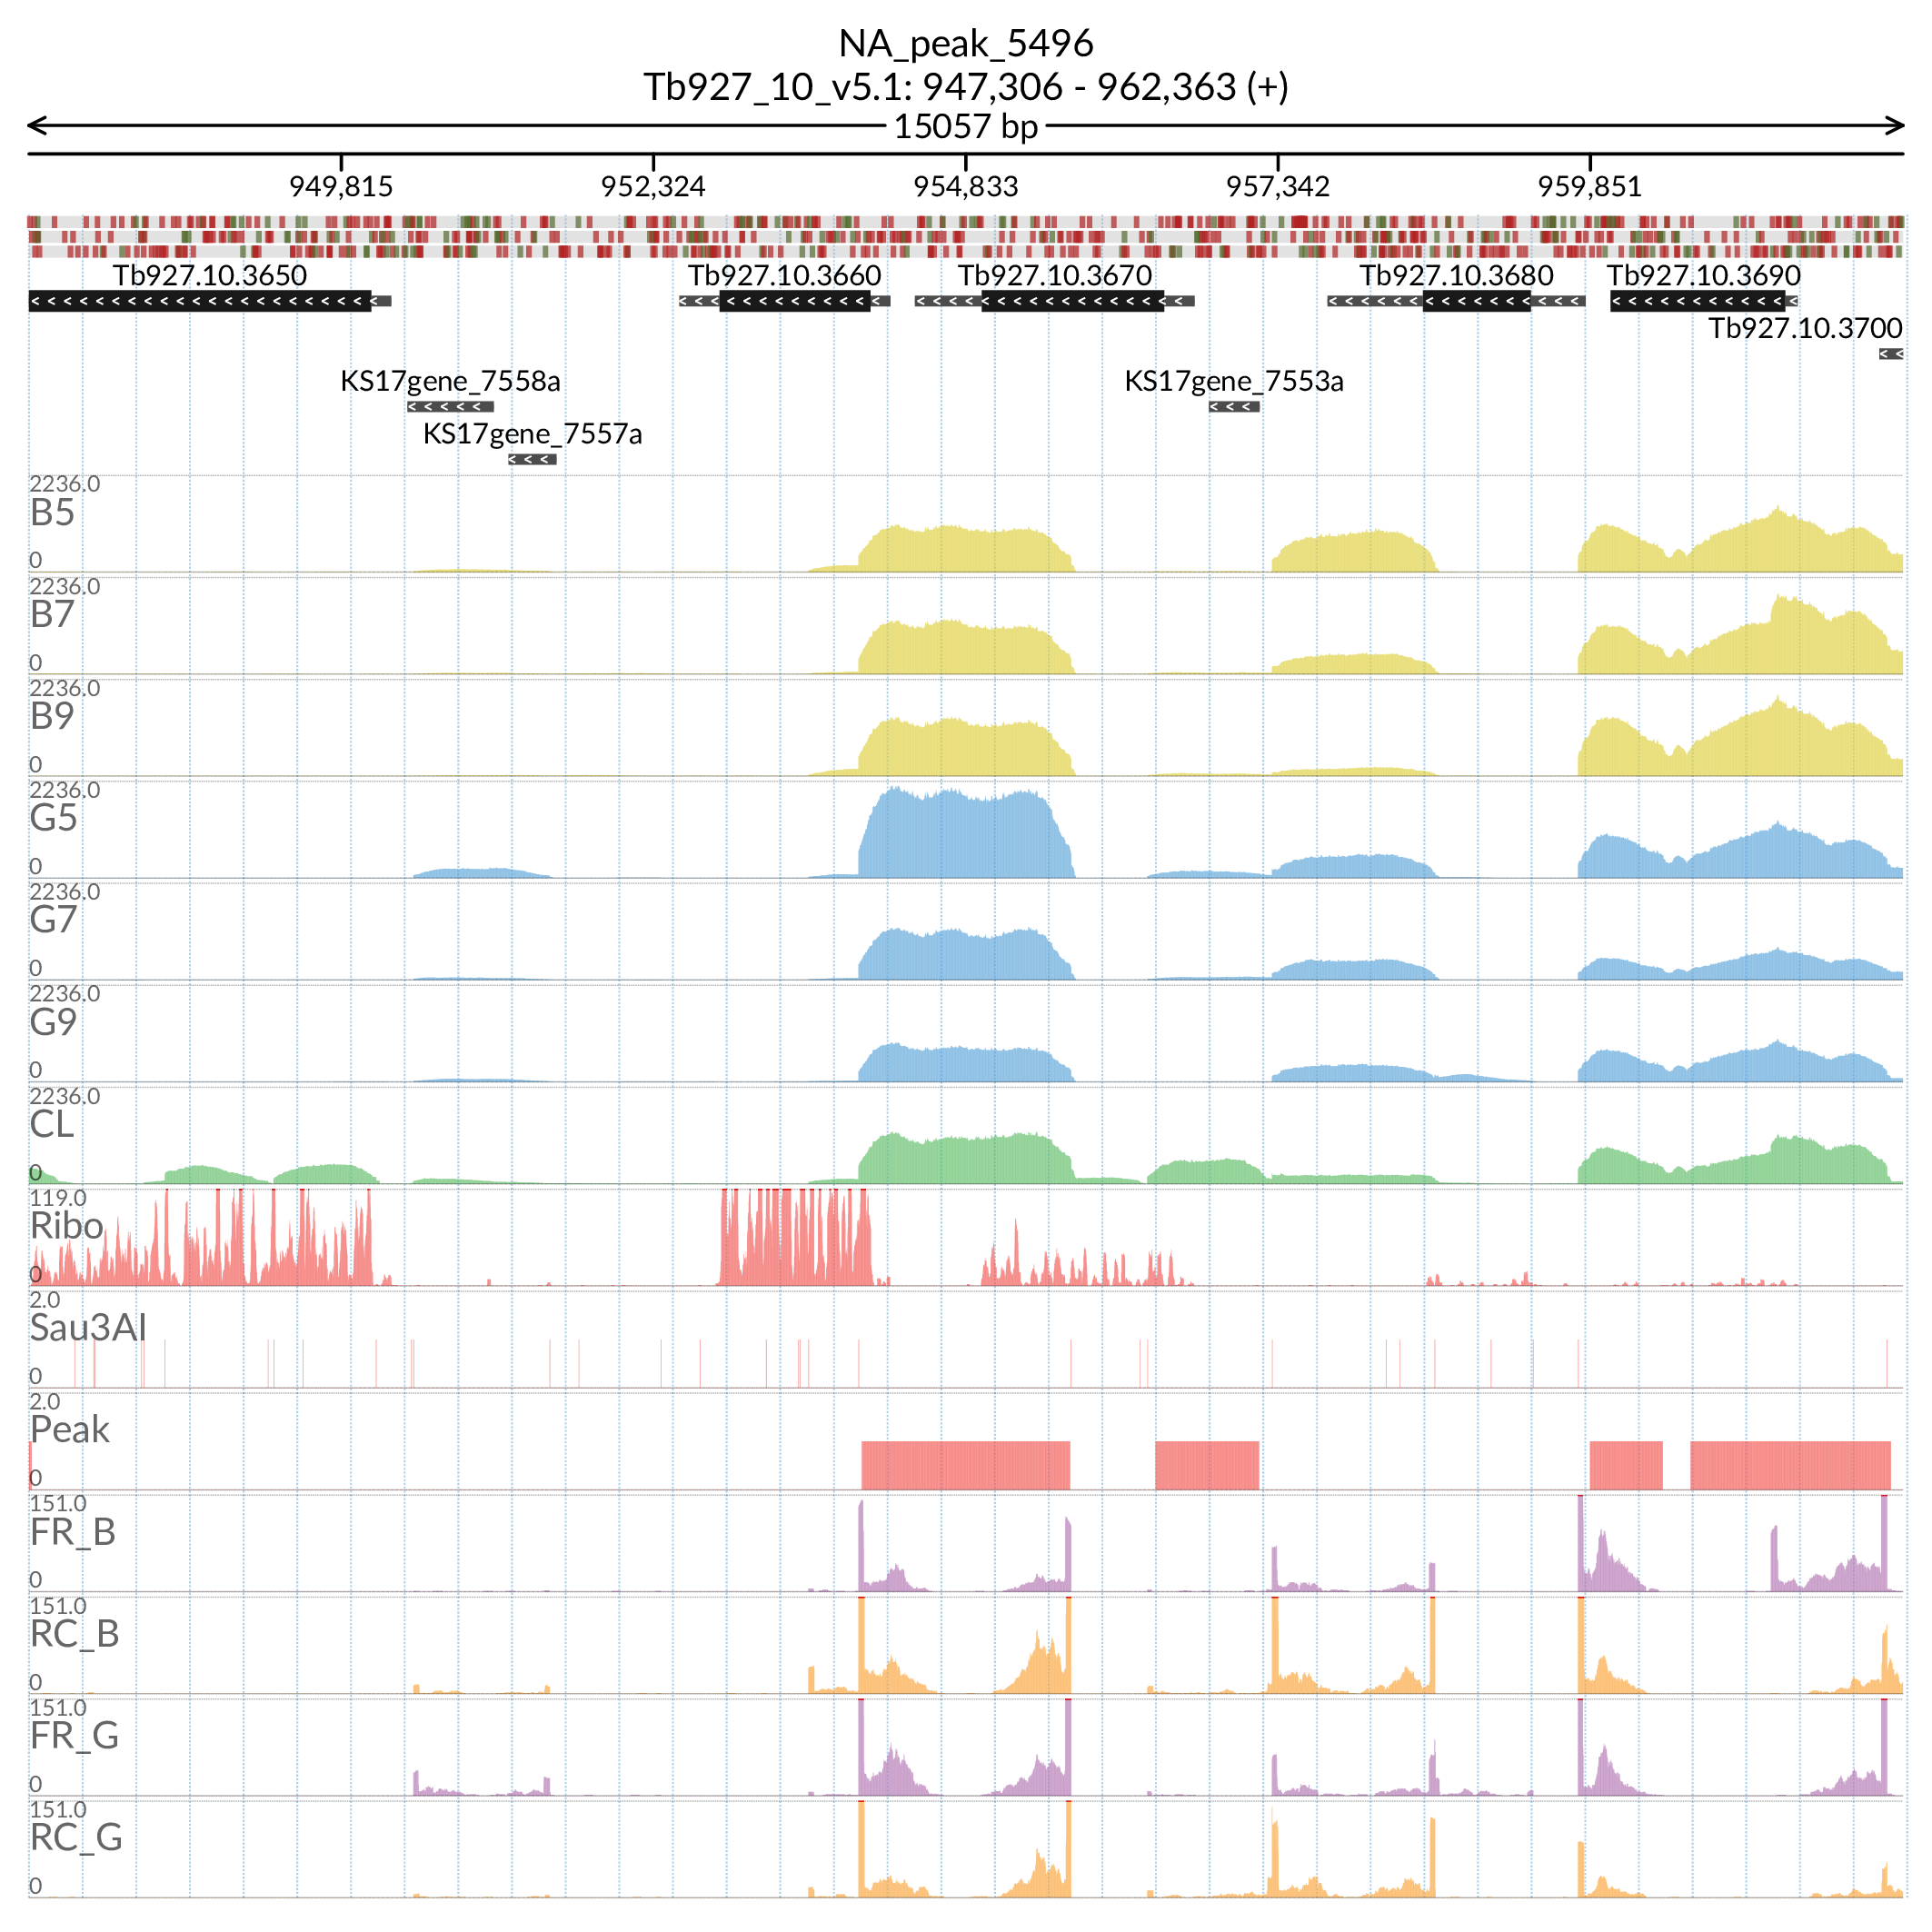 NA_peak_5496
Tb927_10_v5.1: 947,306 - 962,363 (+)
15057 bp
949,815 952,324 954,833 957,342 959,851
Tb927.10.3650 Tb927.10.3660 Tb927.10.3670 Tb927.10.3680 Tb927.10.3690
Tb927.10.3700
KS17gene_7558a KS17gene_7553a
KS17gene_7557a
2236.0
B5
0
2236.0
B7
0
2236.0
B9
0
2236.0
G5
0
2236.0
G7
0
2236.0
G9
0
2236.0
CL
0
119.0
Ribo
0
2.0
Sau3AI
0
2.0
Peak
0
151.0
FR_B
0
151.0
RC_B
0
151.0
FR_G
0
151.0
RC_G
0